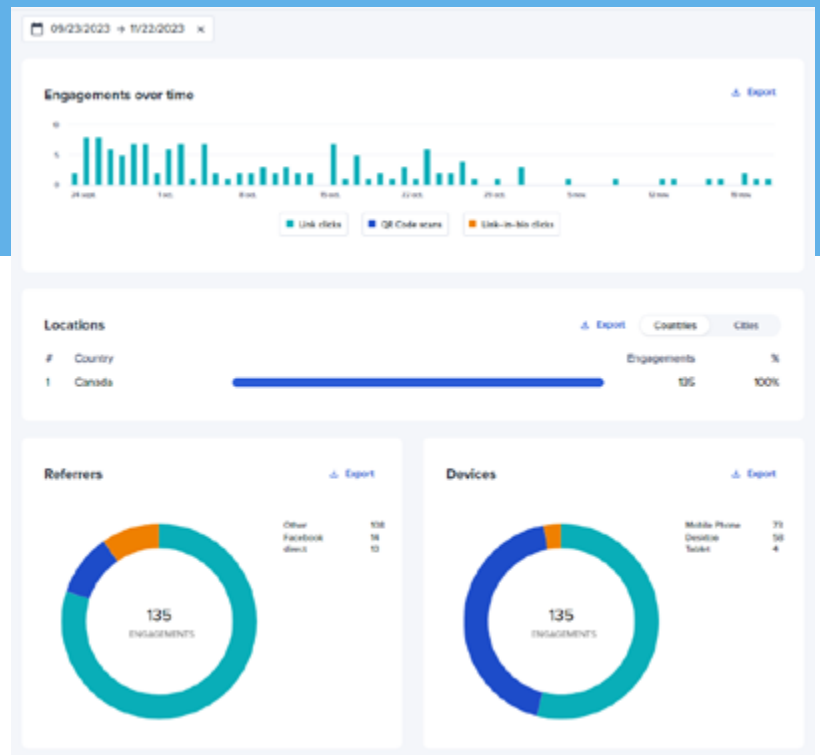 09/23/2023 → 11/22/2023 ×
Engagements over time
Export
10
5
0
24 sept. 1 oct. 8 oct. 15 oct. 22 oct. 29 oct. 5 nov. 12 nov. 19 nov.
Link clicks QR Code scans Link-in-bio clicks
Locations
Export Countries Cities
# Country Engagements %
1 Canada 135 100%
Referrers
Export
Other 108
Facebook 14
direct 13
135
ENGAGEMENTS
Devices
Export
Mobile Phone 73
Desktop 58
Tablet 4
135
ENGAGEMENTS